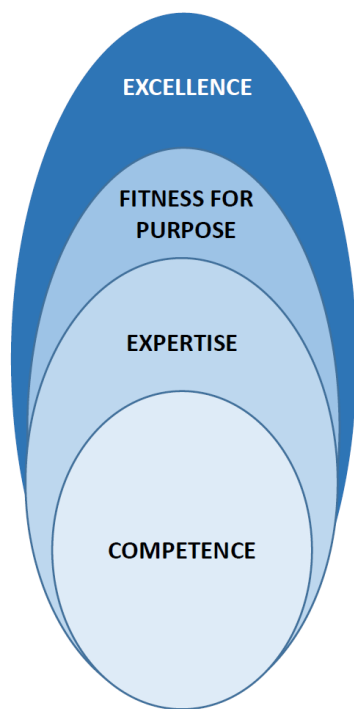 EXCELLENCE
FITNESS FOR
PURPOSE
EXPERTISE
COMPETENCE